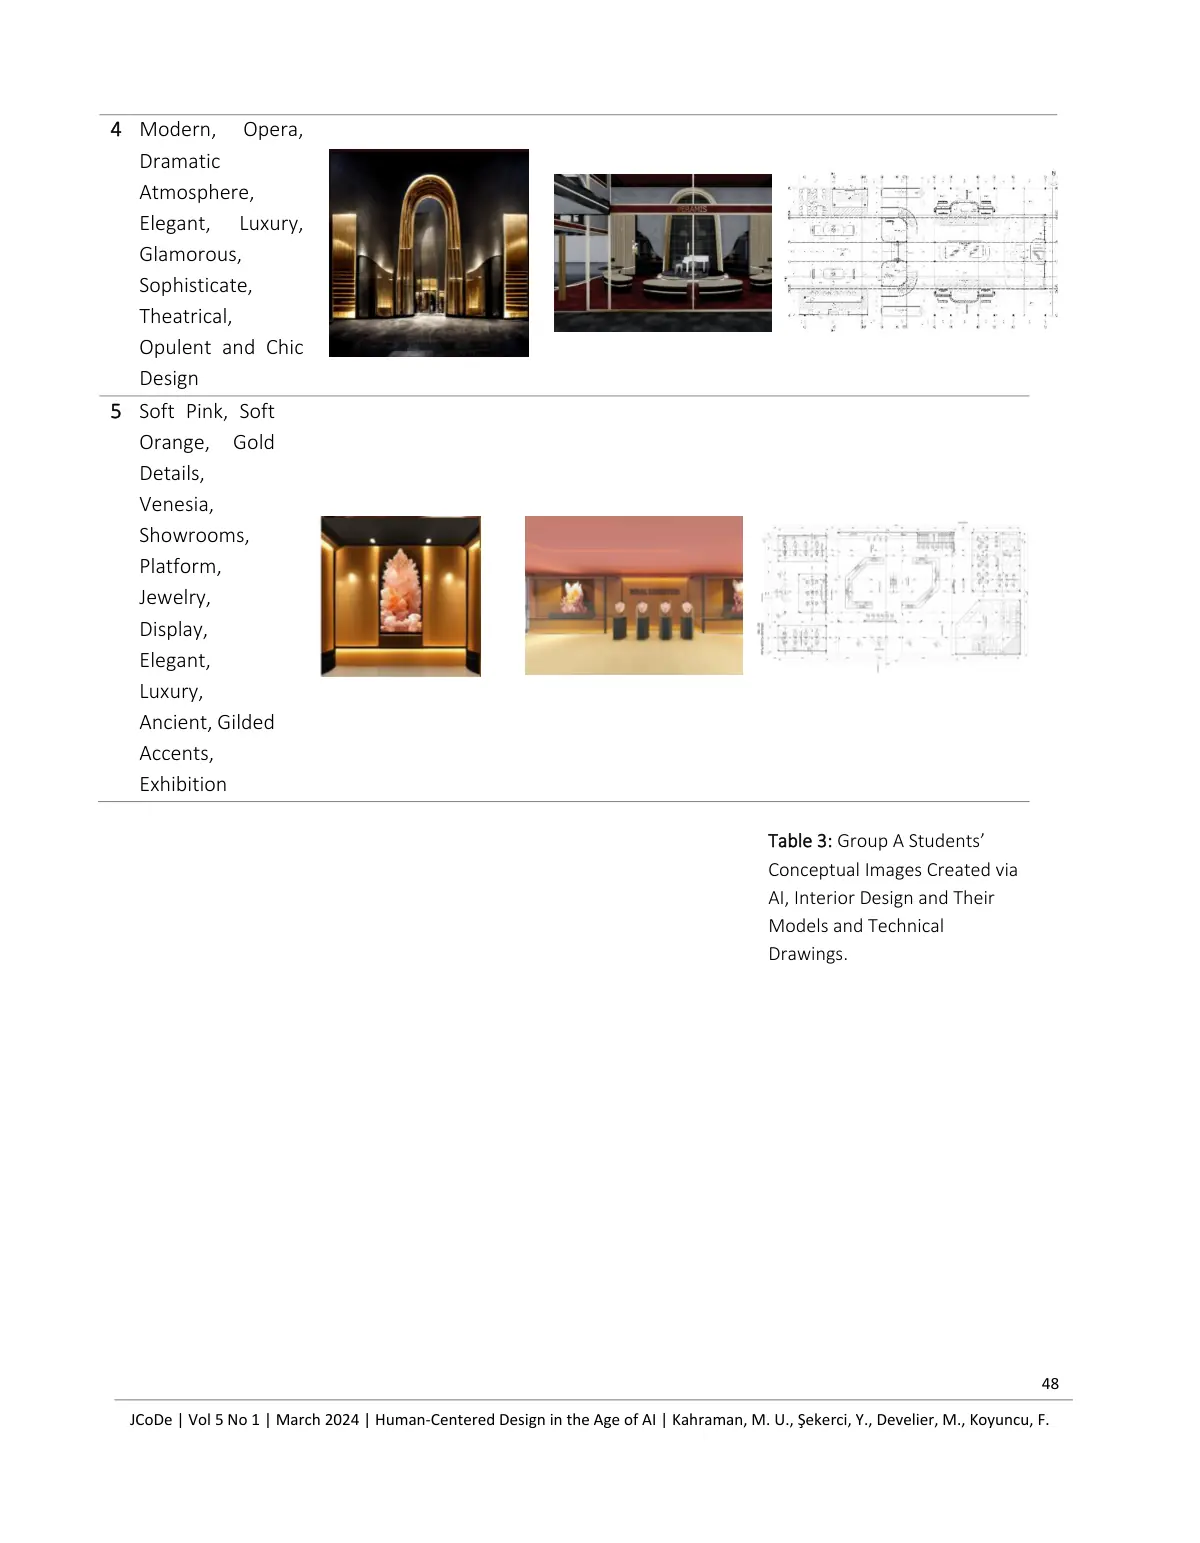 4 Modern, Opera,
Dramatic
Atmosphere,
Elegant, Luxury,
Glamorous,
Sophisticate,
Theatrical,
Opulent and Chic
Design
5 Soft Pink, Soft
Orange, Gold
Details,
Venesia,
Showrooms,
Platform,
Jewelry,
Display,
Elegant,
Luxury,
Ancient, Gilded
Accents,
Exhibition
Table 3: Group A Students’
Conceptual Images Created via
AI, Interior Design and Their
Models and Technical
Drawings.
48
JCoDe | Vol 5 No 1 | March 2024 | Human-Centered Design in the Age of AI | Kahraman, M. U., Şekerci, Y., Develier, M., Koyuncu, F.